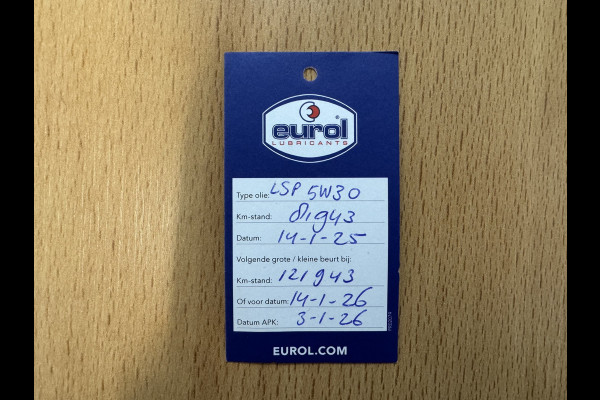 eurol
LUBRICANTS
Type olie: LSP 5W30
Km-stand: 81943
Datum: 14-1-25
Volgende grote / kleine beurt bij:
Km-stand: 121943
Of voor datum: 14-1-26
Datum APK: 3-1-26
EUROL.COM